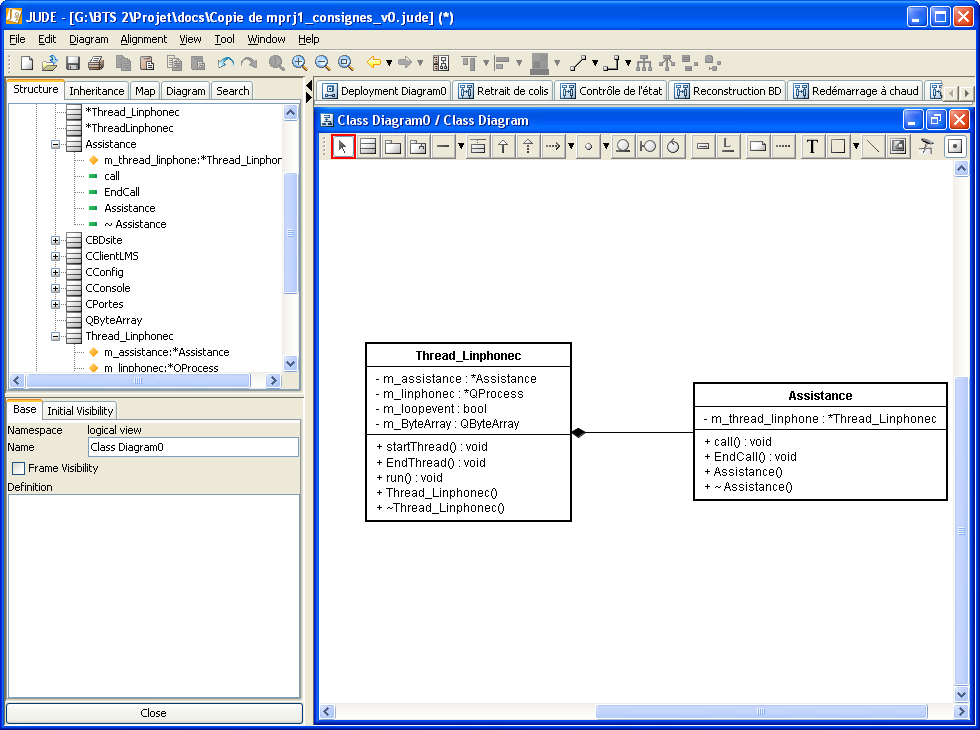 JUDE - [G:\BTS 2\Projet\docs\Copie de mprj1_consignes_v0.jude] (*)
File Edit Diagram Alignment View Tool Window Help
Structure Inheritance Map Diagram Search
*Thread_Linphonec
*ThreadLinphonec
Assistance
m_thread_linphone:*Thread_Linphor
call
EndCall
Assistance
~ Assistance
CBDsite
CClientLMS
CConfig
CConsole
CPortes
QByteArray
Thread_Linphonec
m_assistance:*Assistance
m_linphonec:*QProcess
Base Initial Visibility
Namespace logical view
Name Class Diagram0
Frame Visibility
Definition
Close
Deployment Diagram0 Retrait de colis Contrôle de l'état Reconstruction BD Redémarrage à chaud
Class Diagram0 / Class Diagram
T
Thread_Linphonec
- m_assistance : *Assistance
- m_linphonec : *QProcess
- m_loopevent : bool
- m_ByteArray : QByteArray
+ startThread() : void
+ EndThread() : void
+ run() : void
+ Thread_Linphonec()
+ ~Thread_Linphonec()
Assistance
- m_thread_linphone : *Thread_Linphonec
+ call() : void
+ EndCall() : void
+ Assistance()
+ ~ Assistance()